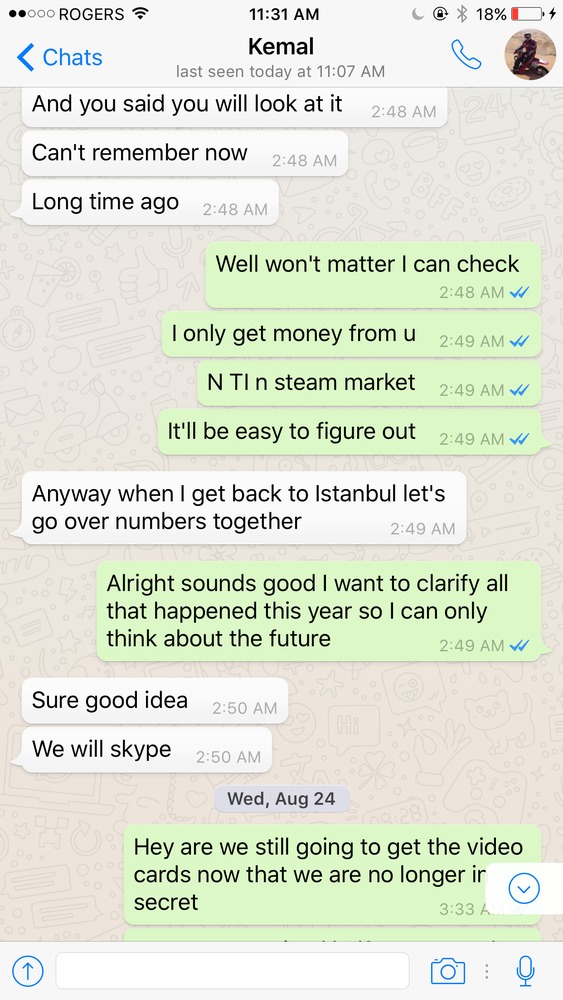 ROGERS 11:31 AM 18%
Chats Kemal
last seen today at 11:07 AM
And you said you will look at it 2:48 AM
Can't remember now 2:48 AM
Long time ago 2:48 AM
Well won't matter I can check
2:48 AM
I only get money from u 2:49 AM
N TI n steam market 2:49 AM
It'll be easy to figure out 2:49 AM
Anyway when I get back to Istanbul let's
go over numbers together 2:49 AM
Alright sounds good I want to clarify all
that happened this year so I can only
think about the future 2:49 AM
Sure good idea 2:50 AM
We will skype 2:50 AM
Wed, Aug 24
Hey are we still going to get the video
cards now that we are no longer in
secret 3:33